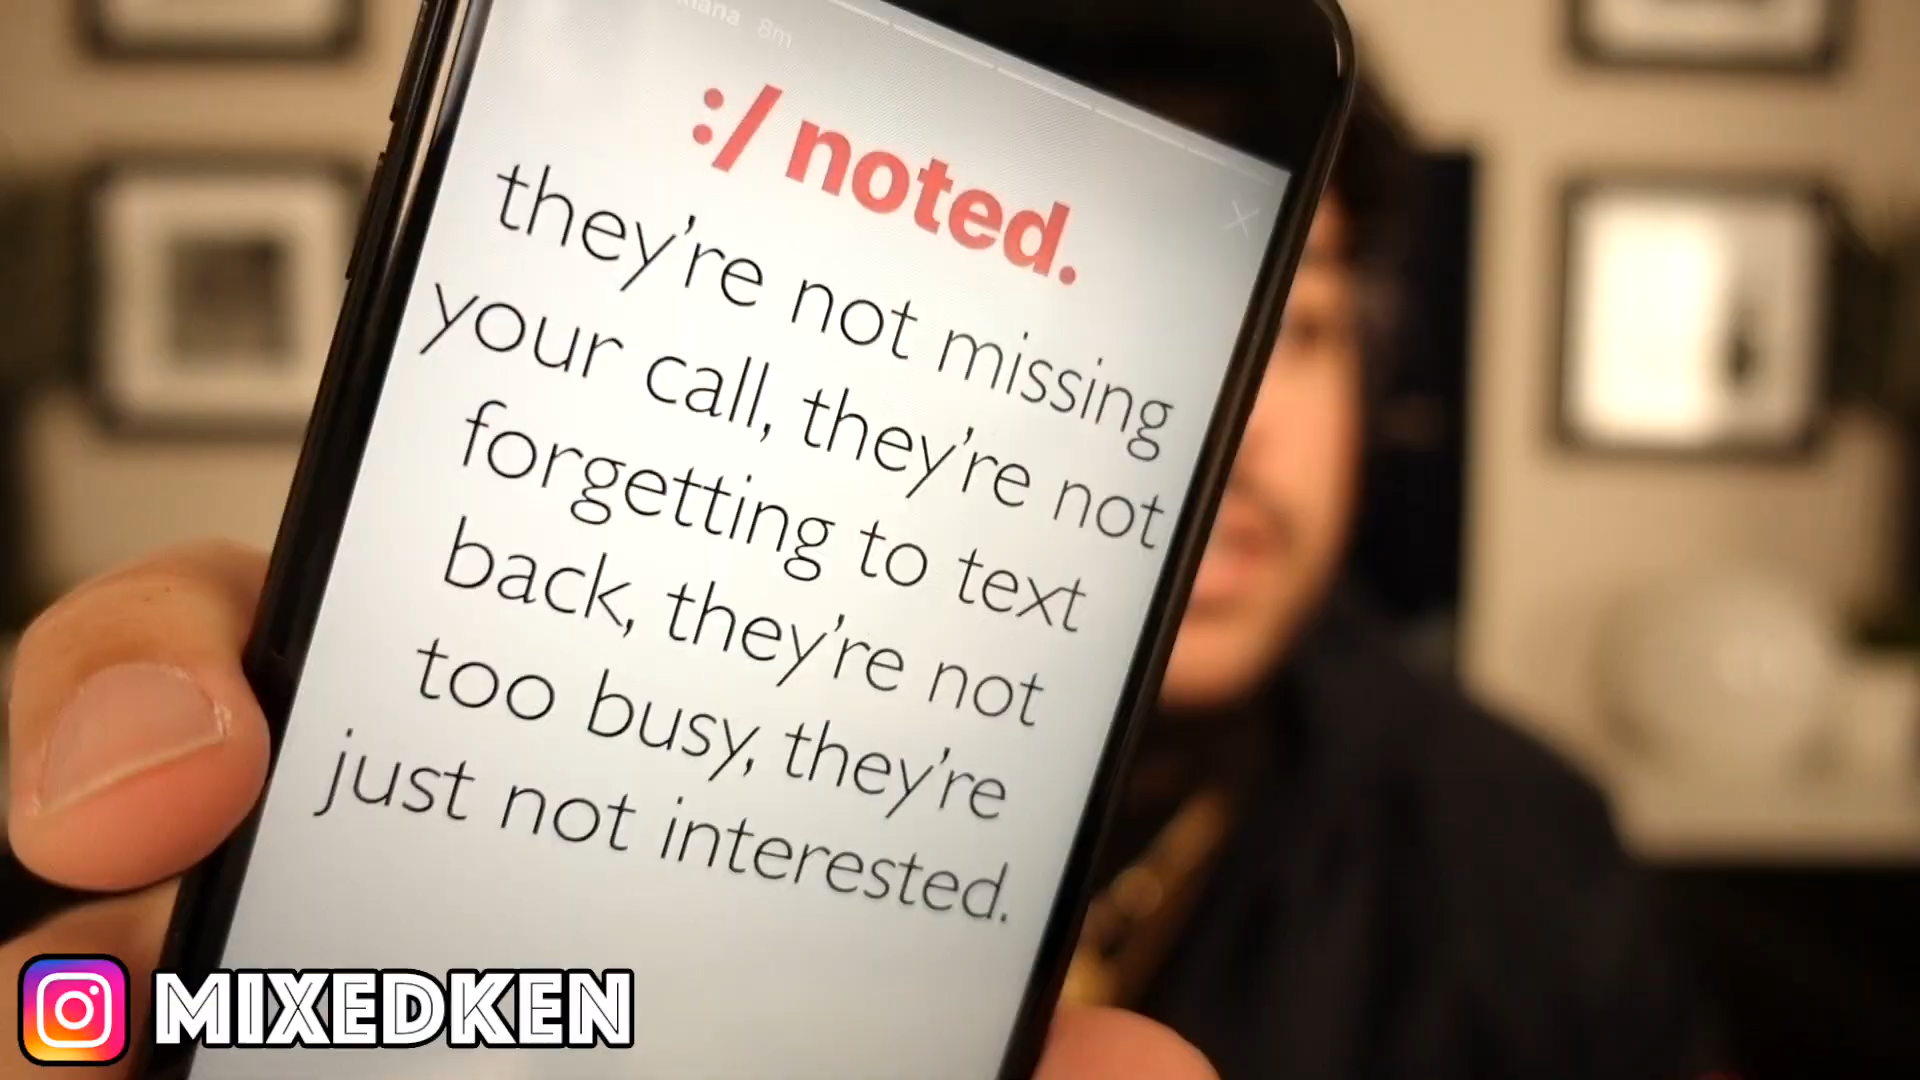 8m
:/ noted.
they're not missing
your call, they're not
forgetting to text
back, they're not
too busy, they're
just not interested.
MIXEDKEN